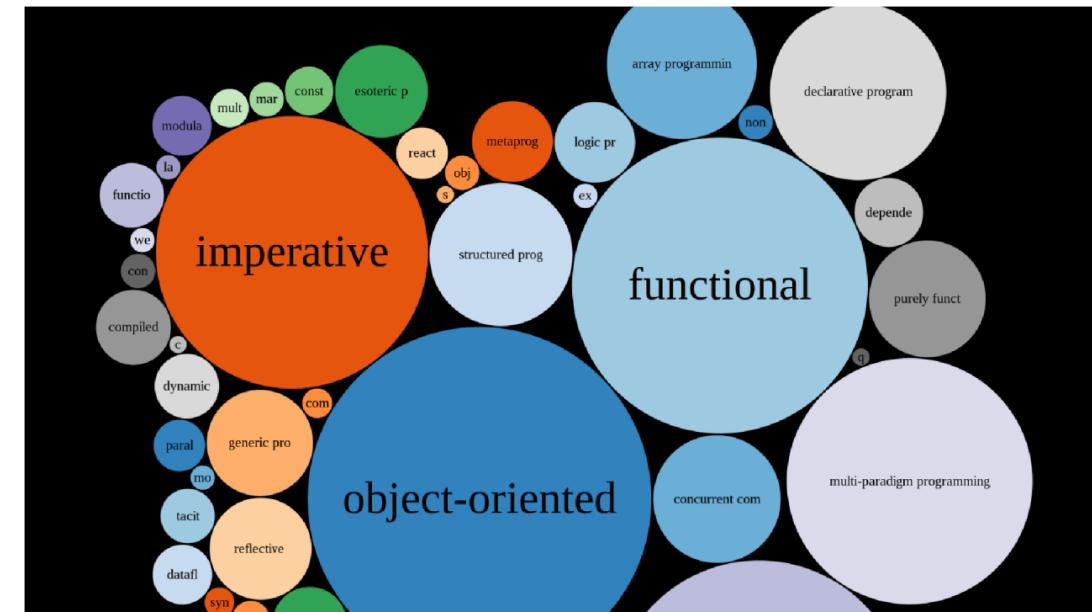 array programmin
declarative program
esoteric p
const
mar
mult
modula
non
metaprog
logic pr
react
la
obj
functio
s
ex
depende
we
imperative
structured prog
con
functional
purely funct
compiled
c
q
dynamic
com
generic pro
paral
mo
multi-paradigm programming
object-oriented
concurrent com
tacit
reflective
datafl
syn